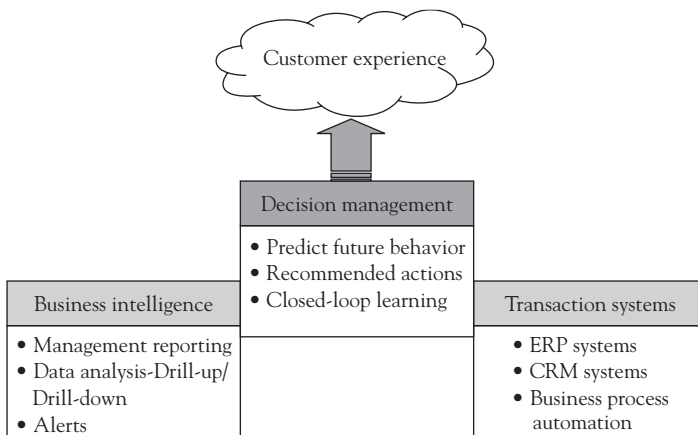 Customer experience
Decision management
• Predict future behavior
• Recommended actions
• Closed-loop learning
Business intelligence
• Management reporting
• Data analysis-Drill-up/
Drill-down
• Alerts
Transaction systems
• ERP systems
• CRM systems
• Business process
automation